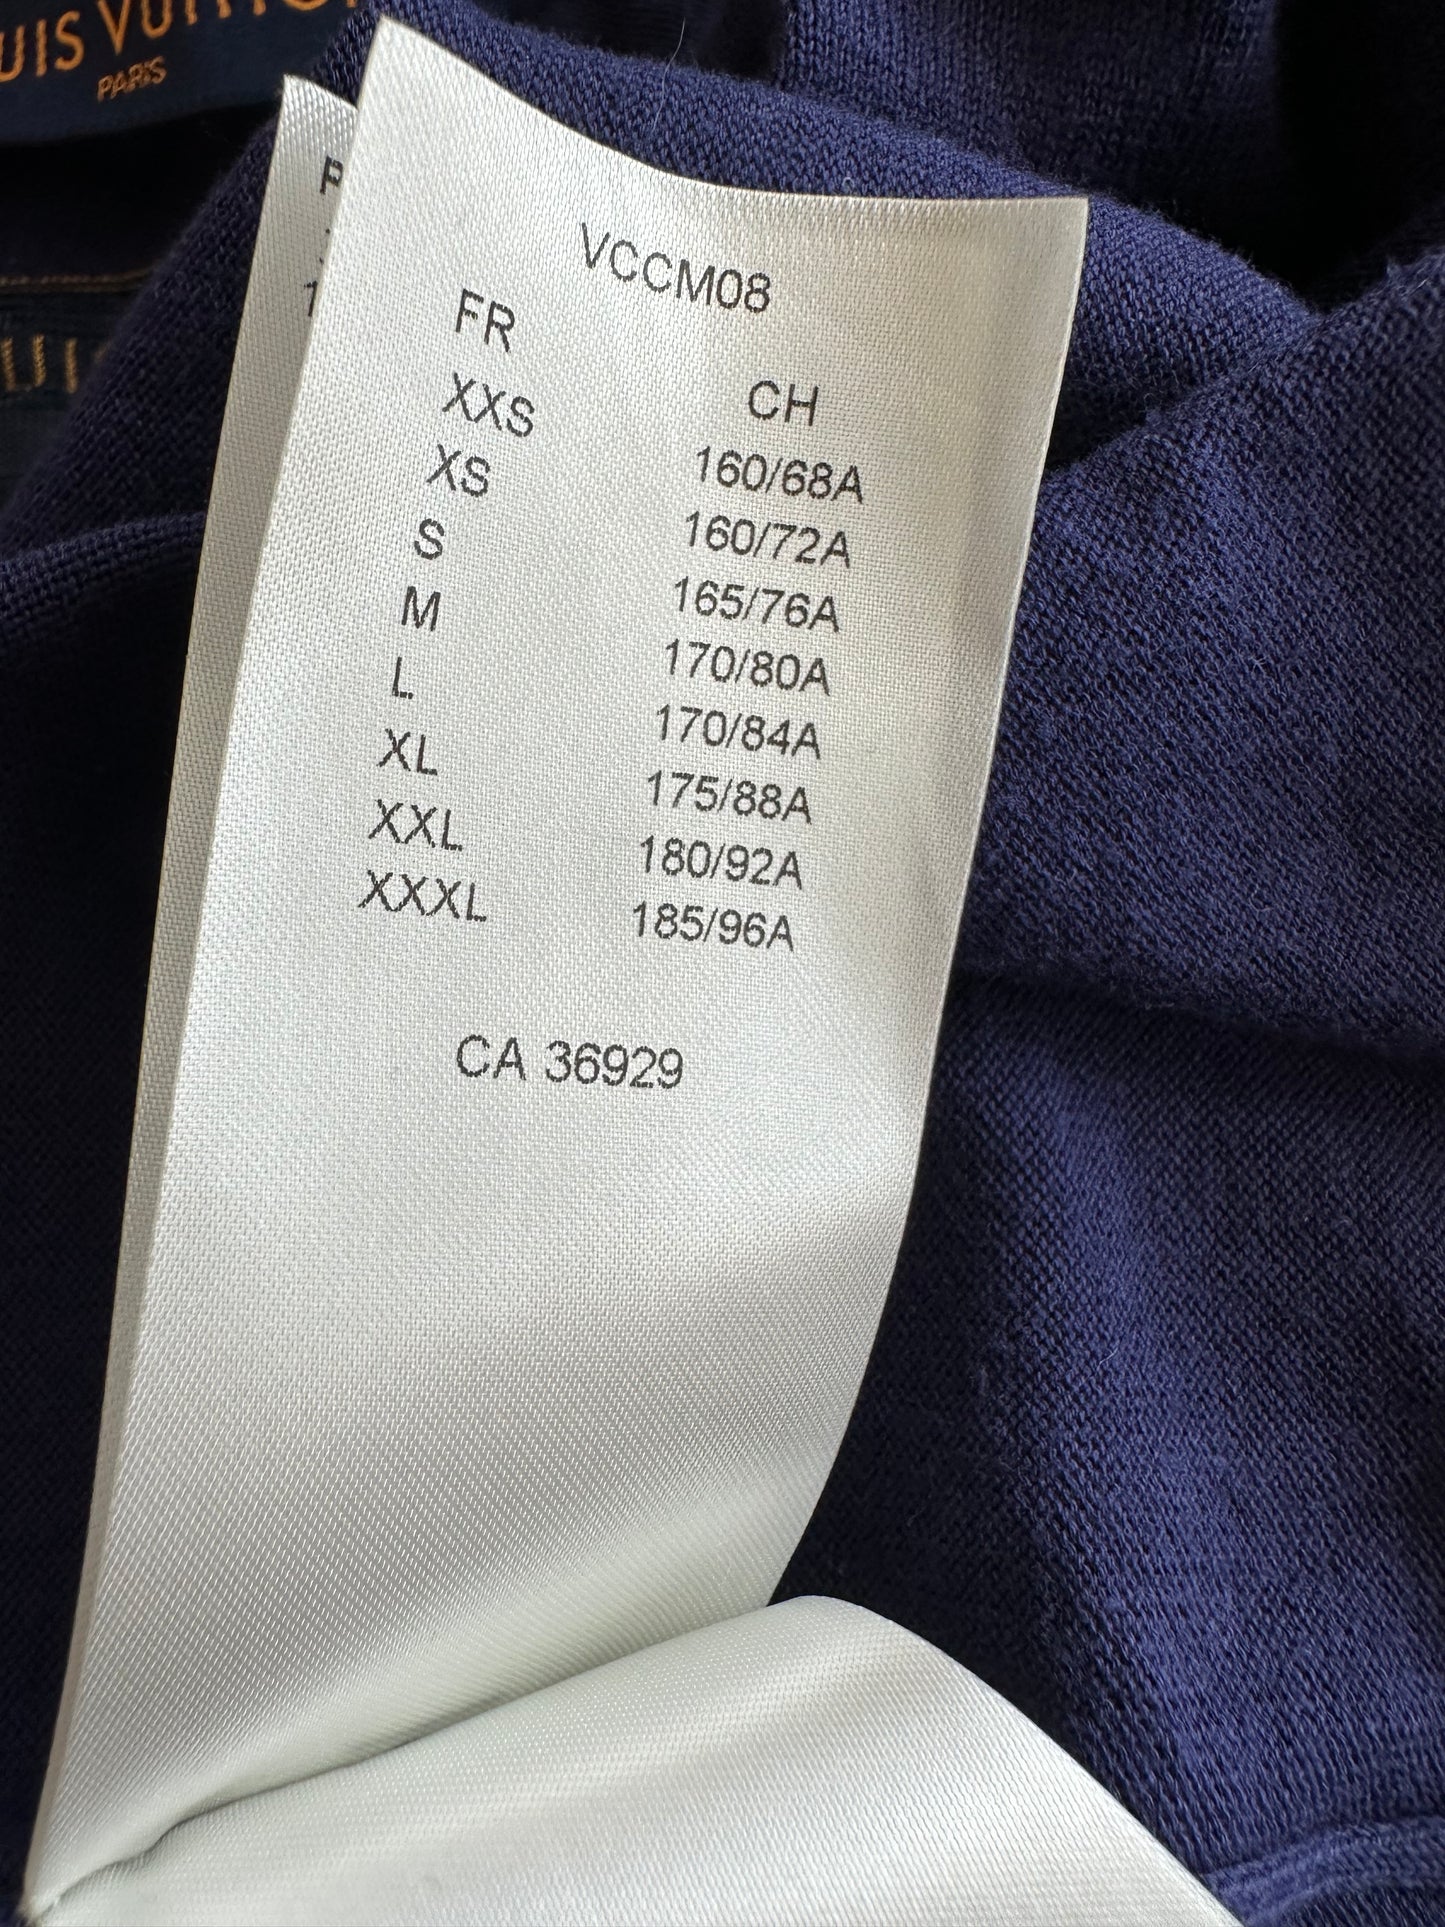 PARIS
VCCM08
FR CH
XXS 160/68A
XS 160/72A
S 165/76A
M 170/80A
L 170/84A
XL 175/88A
XXL 180/92A
XXXL 185/96A
CA 36929